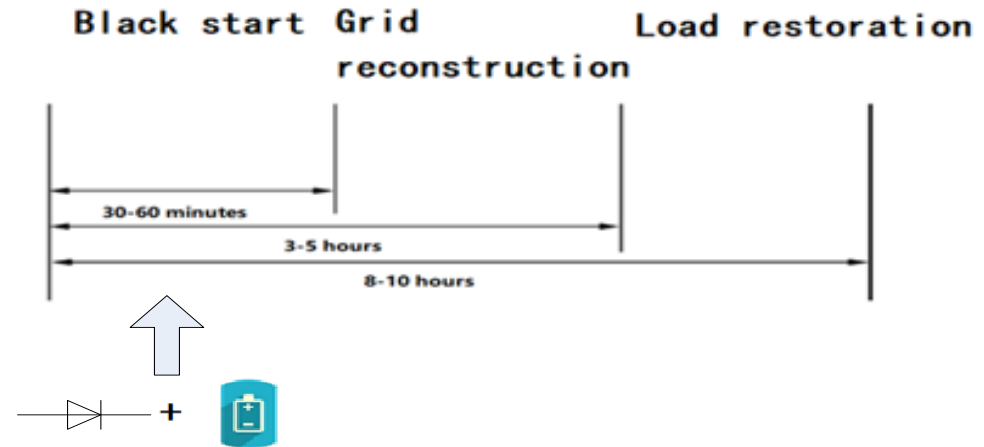 Black start
Grid
reconstruction
Load restoration
30-60 minutes
3-5 hours
8-10 hours
+